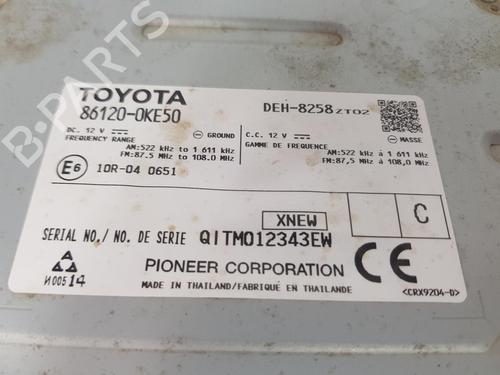 TOYOTA
86120-0KE50
DEH-8258ZT02
DC. 12 V
GROUND
C.C. 12 V
MASSE
FREQUENCY RANGE
GAMME DE FREQUENCE
AM:522 kHz to 1 611 kHz
FM:87.5 MHz to 108.0 MHz
AM:522 kHz à 1 611 kHz
FM:87,5 MHz à 108,0 MHz
E6 10R-04 0651
XNEW
C
SERIAL NO./ NO. DE SERIE QITM012343EW
CE
И00514
PIONEER CORPORATION
MADE IN THAILAND/FABRIQUÉ EN THAÏLANDE
<CRX9204-D>
B-PARTS